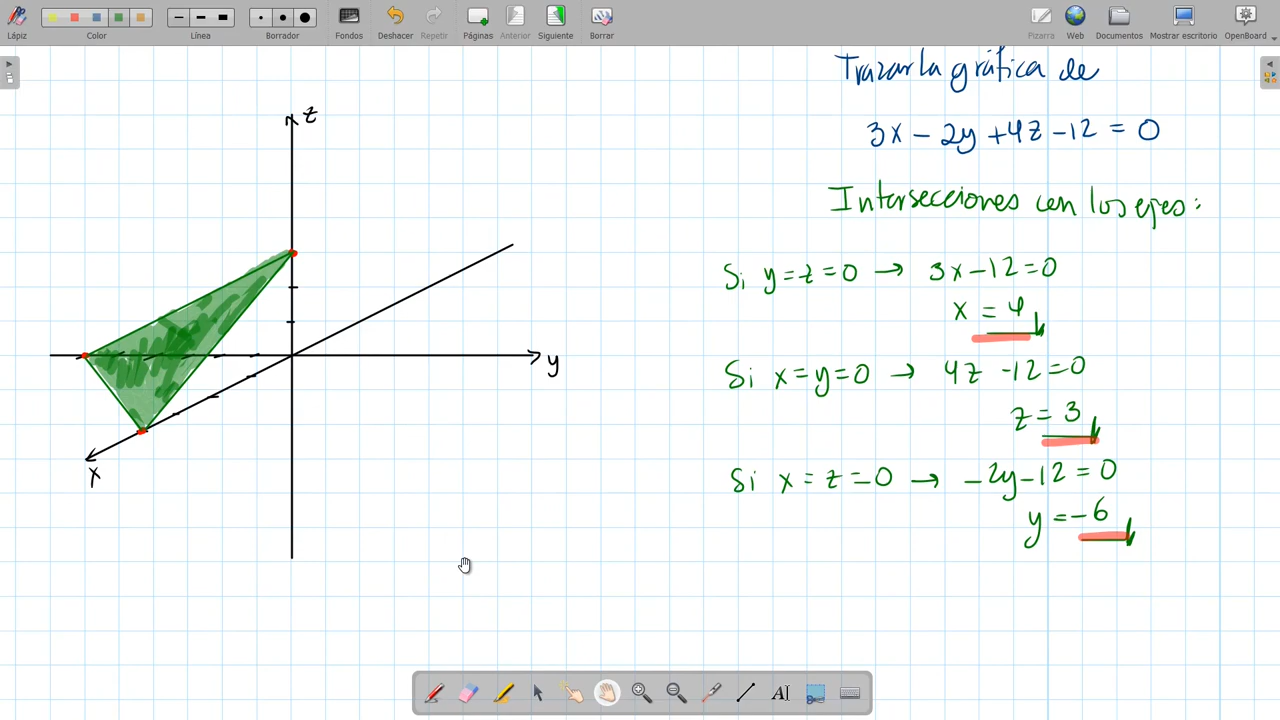 Lápiz Color Línea Borrador Fondos Deshacer Repetir Páginas Anterior Siguiente Borrar Pizarra Web Documentos Mostrar escritorio OpenBoard
Trazar la gráfica de
3x - 2y + 4z - 12 = 0
Intersecciones con los ejes:
Si y = z = 0 → 3x - 12 = 0
x = 4
Si x = y = 0 → 4z - 12 = 0
z = 3
Si x = z = 0 → -2y - 12 = 0
y = -6
z
y
x
AI